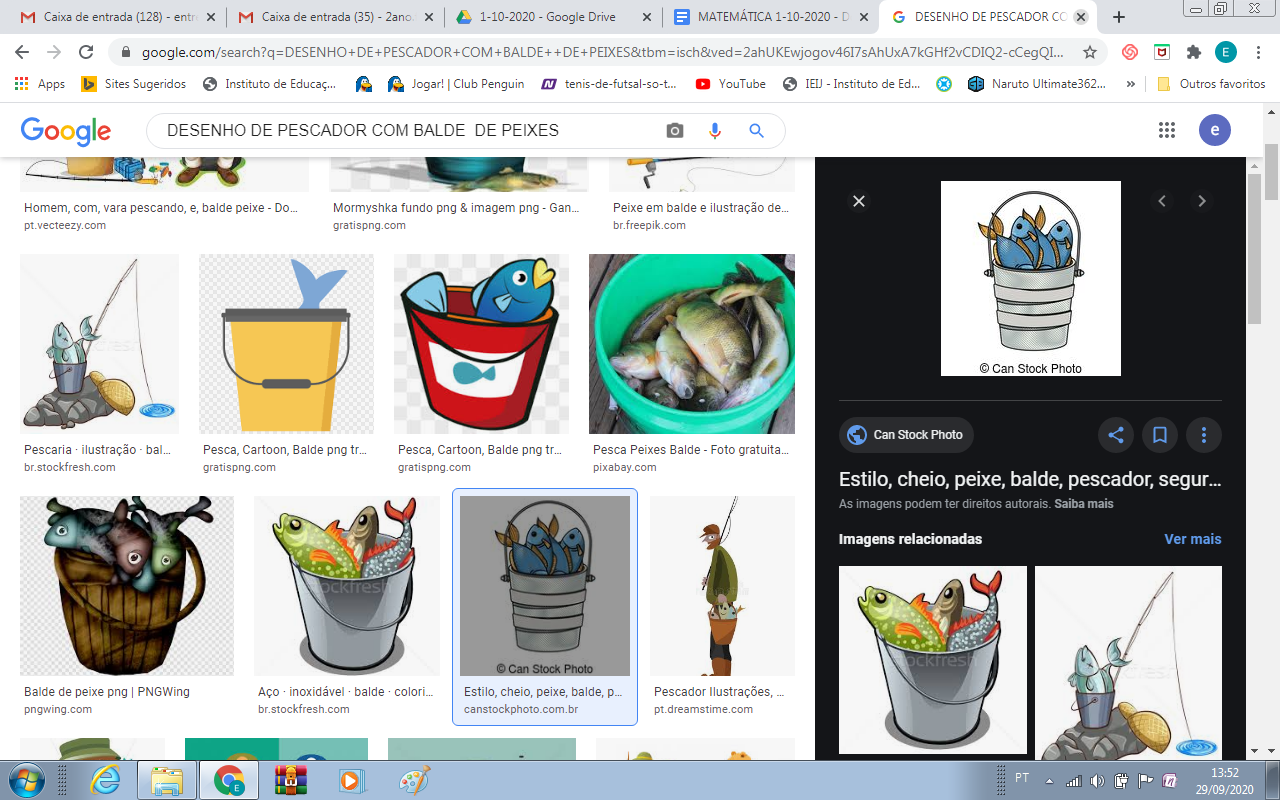 Caixa de entrada (128) - entr
Caixa de entrada (35) - 2ano.
1-10-2020 - Google Drive
MATEMÁTICA 1-10-2020 - D
DESENHO DE PESCADOR CO
google.com/search?q=DESENHO+DE+PESCADOR+COM+BALDE++DE+PEIXES&tbm=isch&ved=2ahUKEwjogov46I7sAhUxA7kGHf2vCDIQ2-cCegQI...
E
Apps
Sites Sugeridos
Instituto de Educaç...
Jogar! | Club Penguin
tenis-de-futsal-so-t...
YouTube
IEIJ - Instituto de Ed...
Naruto Ultimate362...
»
Outros favoritos
Google
DESENHO DE PESCADOR COM BALDE  DE PEIXES
e
Homem, com, vara pescando, e, balde peixe - Do...
pt.vecteezy.com
Mormyshka fundo png & imagem png - Gan...
gratispng.com
Peixe em balde e ilustração de...
br.freepik.com
Pescaria · ilustração · bal...
br.stockfresh.com
Pesca, Cartoon, Balde png tr...
gratispng.com
Pesca, Cartoon, Balde png tr...
gratispng.com
Pesca Peixes Balde - Foto gratuita...
pixabay.com
stockfresh
© Can Stock Photo
Balde de peixe png | PNGWing
pngwing.com
Aço · inoxidável · balde · colori...
br.stockfresh.com
Estilo, cheio, peixe, balde, p...
canstockphoto.com.br
Pescador Ilustrações, ...
pt.dreamstime.com
© Can Stock Photo
Can Stock Photo
Estilo, cheio, peixe, balde, pescador, segur...
As imagens podem ter direitos autorais. Saiba mais
Imagens relacionadas
Ver mais
stockfresh
PT
13:52
29/09/2020